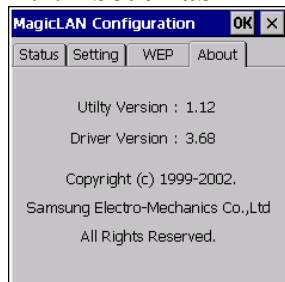 MagicLAN Configuration OK ×
Status Setting WEP About
Utilty Version : 1.12
Driver Version : 3.68
Copyright (c) 1999-2002.
Samsung Electro-Mechanics Co.,Ltd
All Rights Reserved.